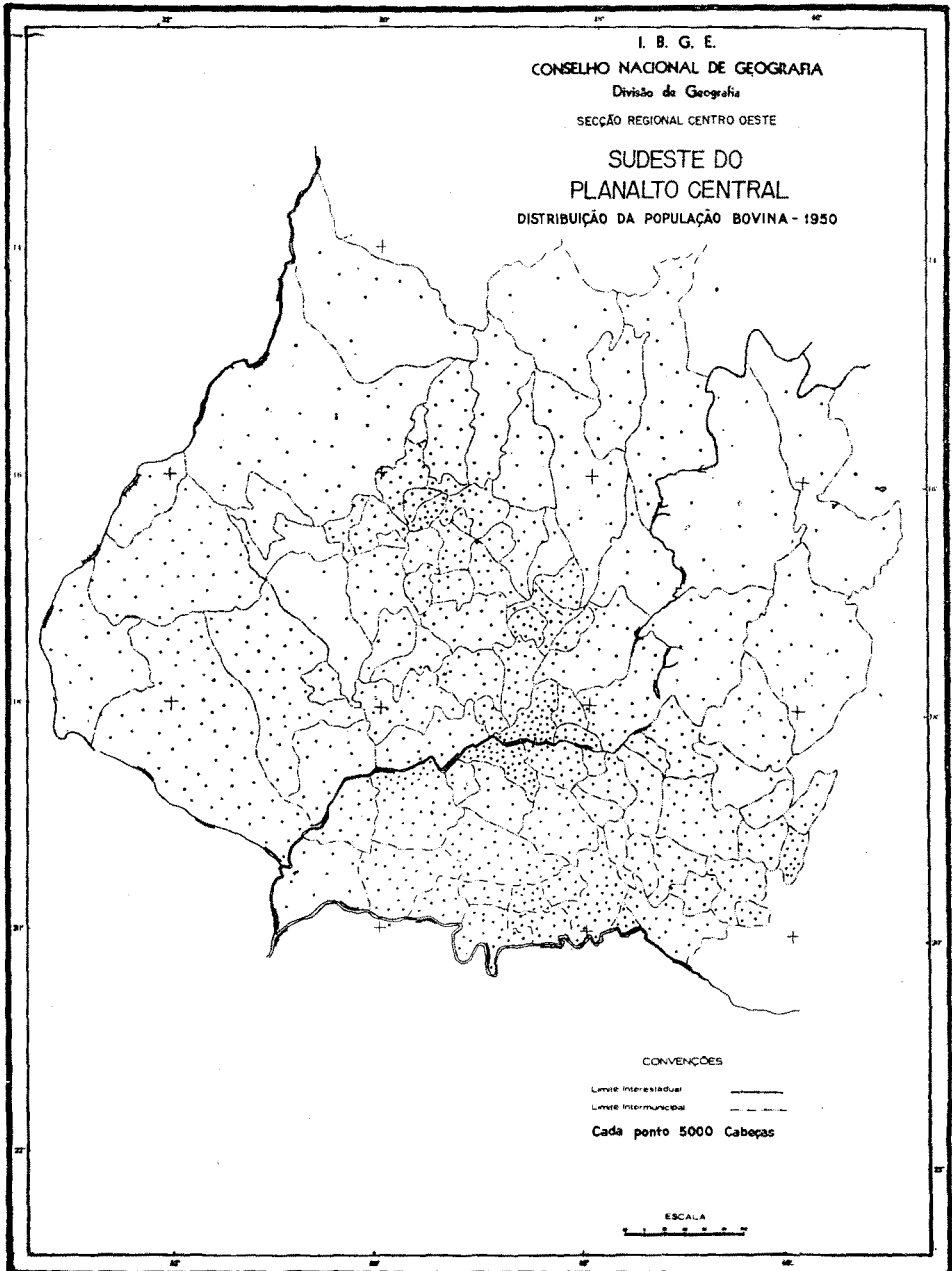 I. B. G. E.
CONSELHO NACIONAL DE GEOGRAFIA
Divisão de Geografia
SECÇÃO REGIONAL CENTRO OESTE
SUDESTE DO
PLANALTO CENTRAL
DISTRIBUIÇÃO DA POPULAÇÃO BOVINA - 1950
CONVENÇÕES
Limite Interestadual
Limite Intermunicipal
Cada ponto 5000 Cabeças
ESCALA